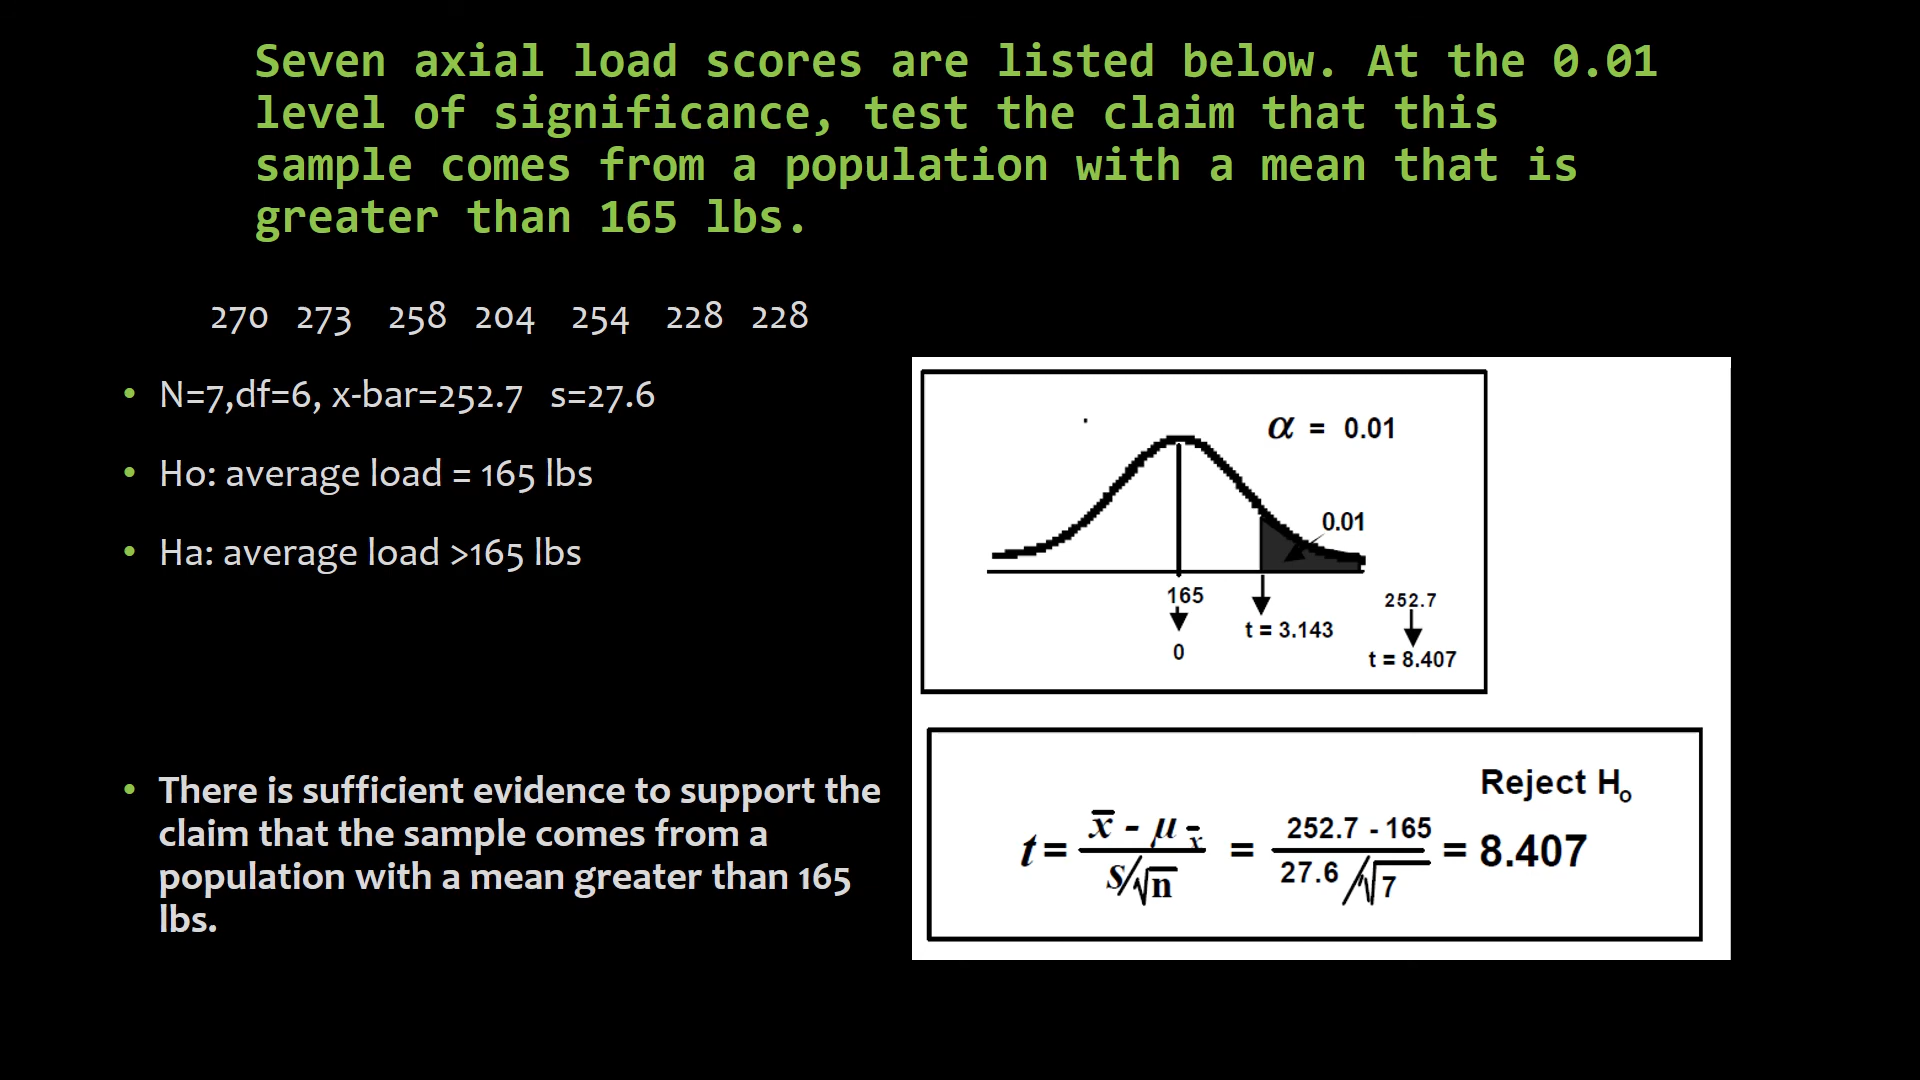 Seven axial load scores are listed below. At the 0.01
level of significance, test the claim that this
sample comes from a population with a mean that is
greater than 165 lbs.
270 273 258 204 254 228 228
• N=7,df=6, x-bar=252.7 s=27.6
• Ho: average load = 165 lbs
• Ha: average load >165 lbs
• There is sufficient evidence to support the
claim that the sample comes from a
population with a mean greater than 165
lbs.
α = 0.01
0.01
165
0
t = 3.143
252.7
t = 8.407
Reject Hₒ
t = x̄ - μ x̄ / s/√n = 252.7 - 165 / 27.6/√7 = 8.407